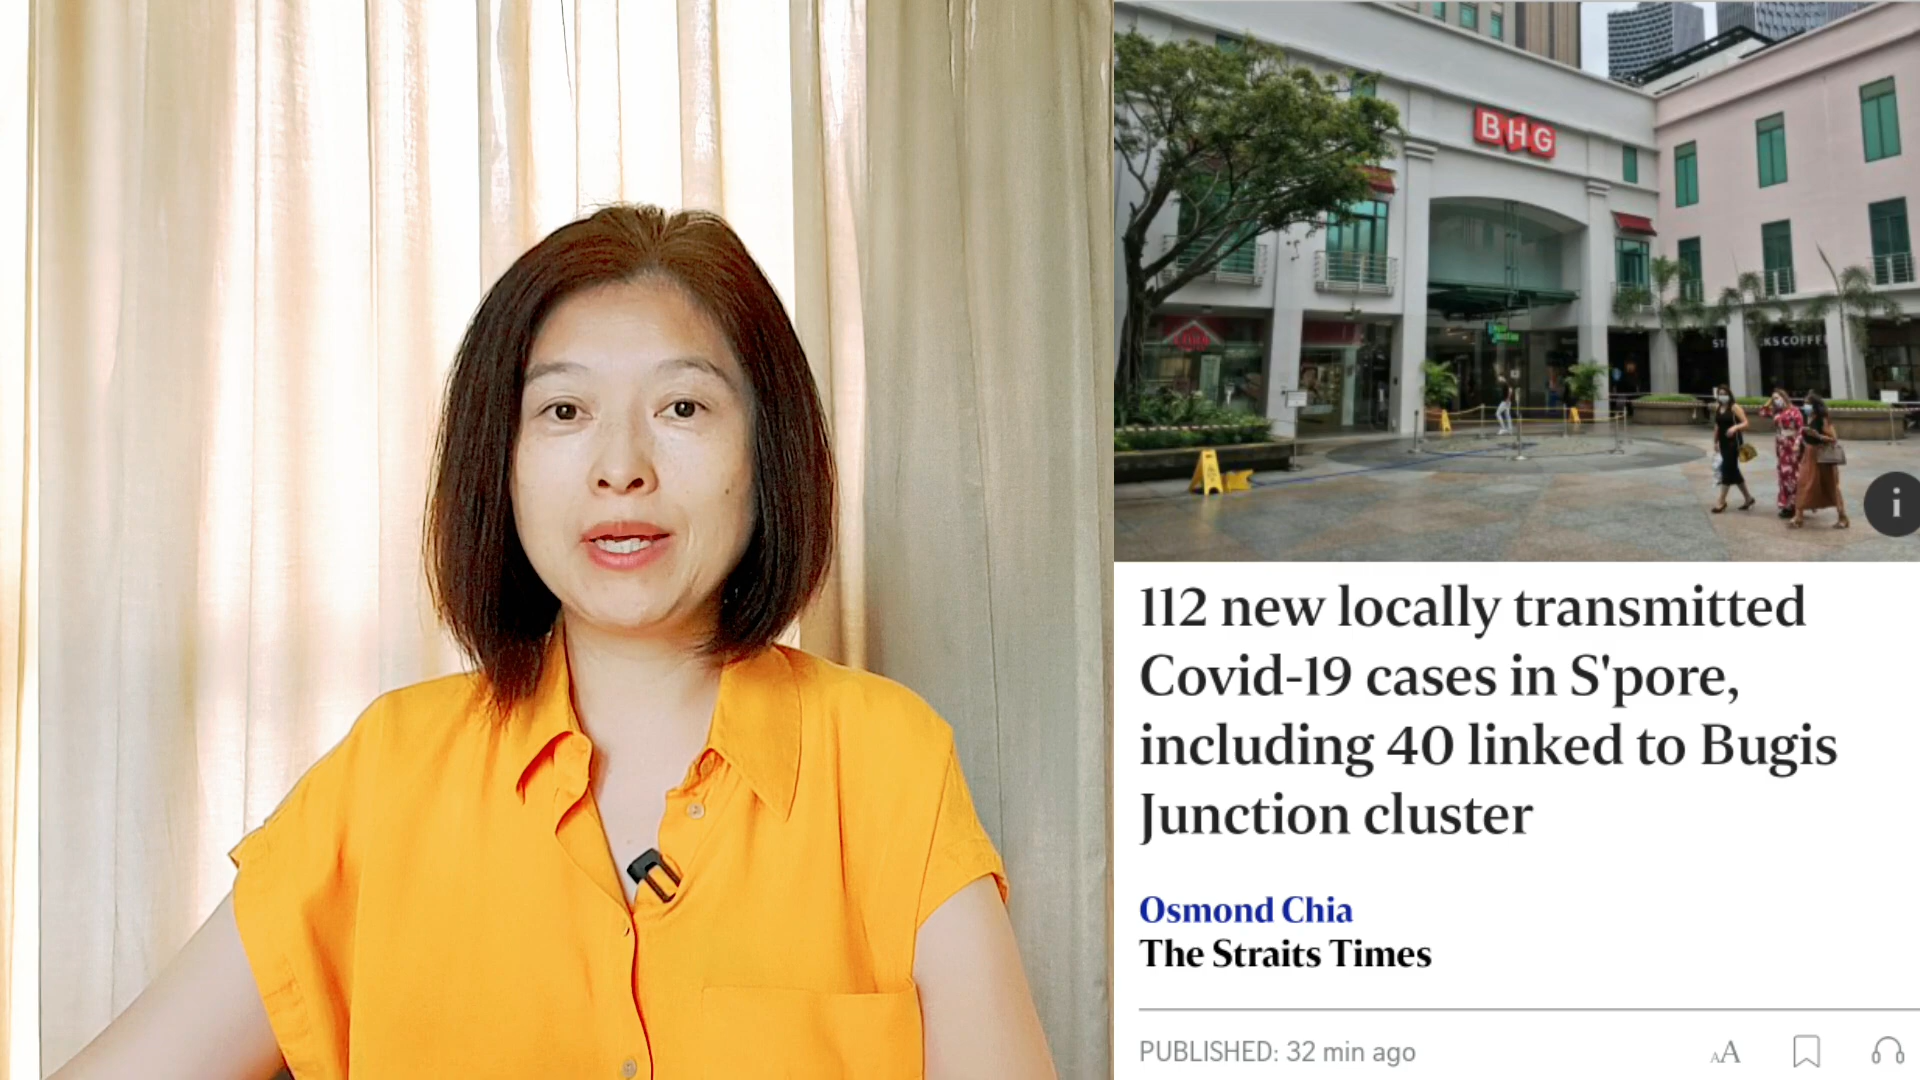 BHG
112 new locally transmitted
Covid-19 cases in S'pore,
including 40 linked to Bugis
Junction cluster
Osmond Chia
The Straits Times
PUBLISHED: 32 min ago
AA
i